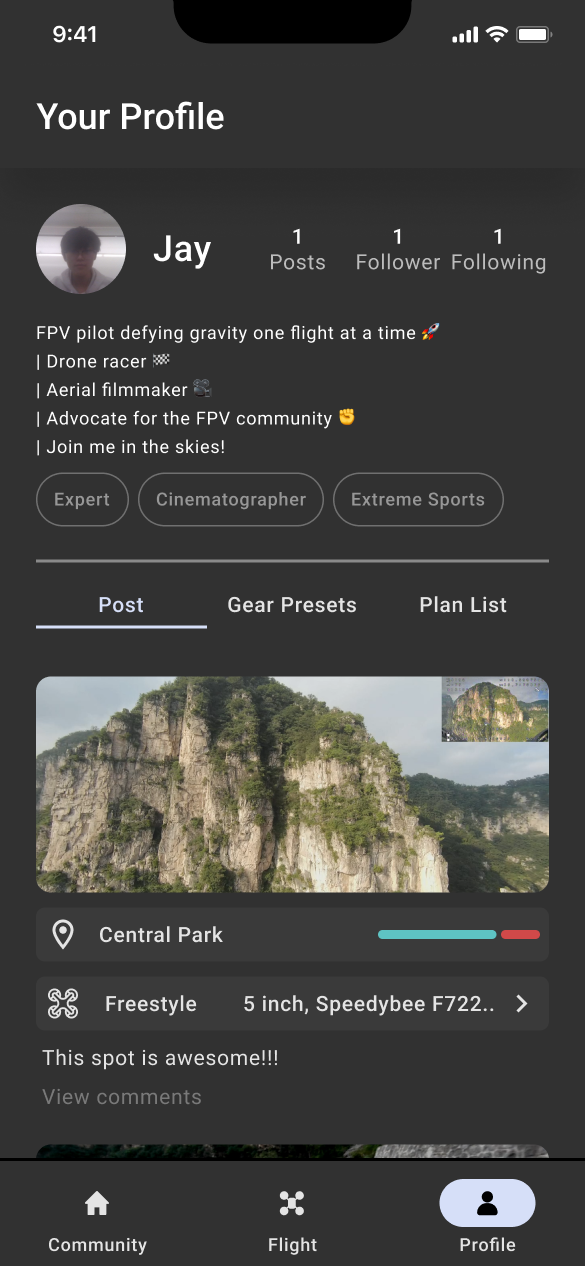 9:41
Your Profile
Jay
1 1 1
Posts Follower Following
FPV pilot defying gravity one flight at a time 🚀
| Drone racer 🏁
| Aerial filmmaker 🎥
| Advocate for the FPV community ✊
| Join me in the skies!
Expert Cinematographer Extreme Sports
Post Gear Presets Plan List
Central Park
Freestyle 5 inch, Speedybee F722..
This spot is awesome!!!
View comments
Community Flight Profile